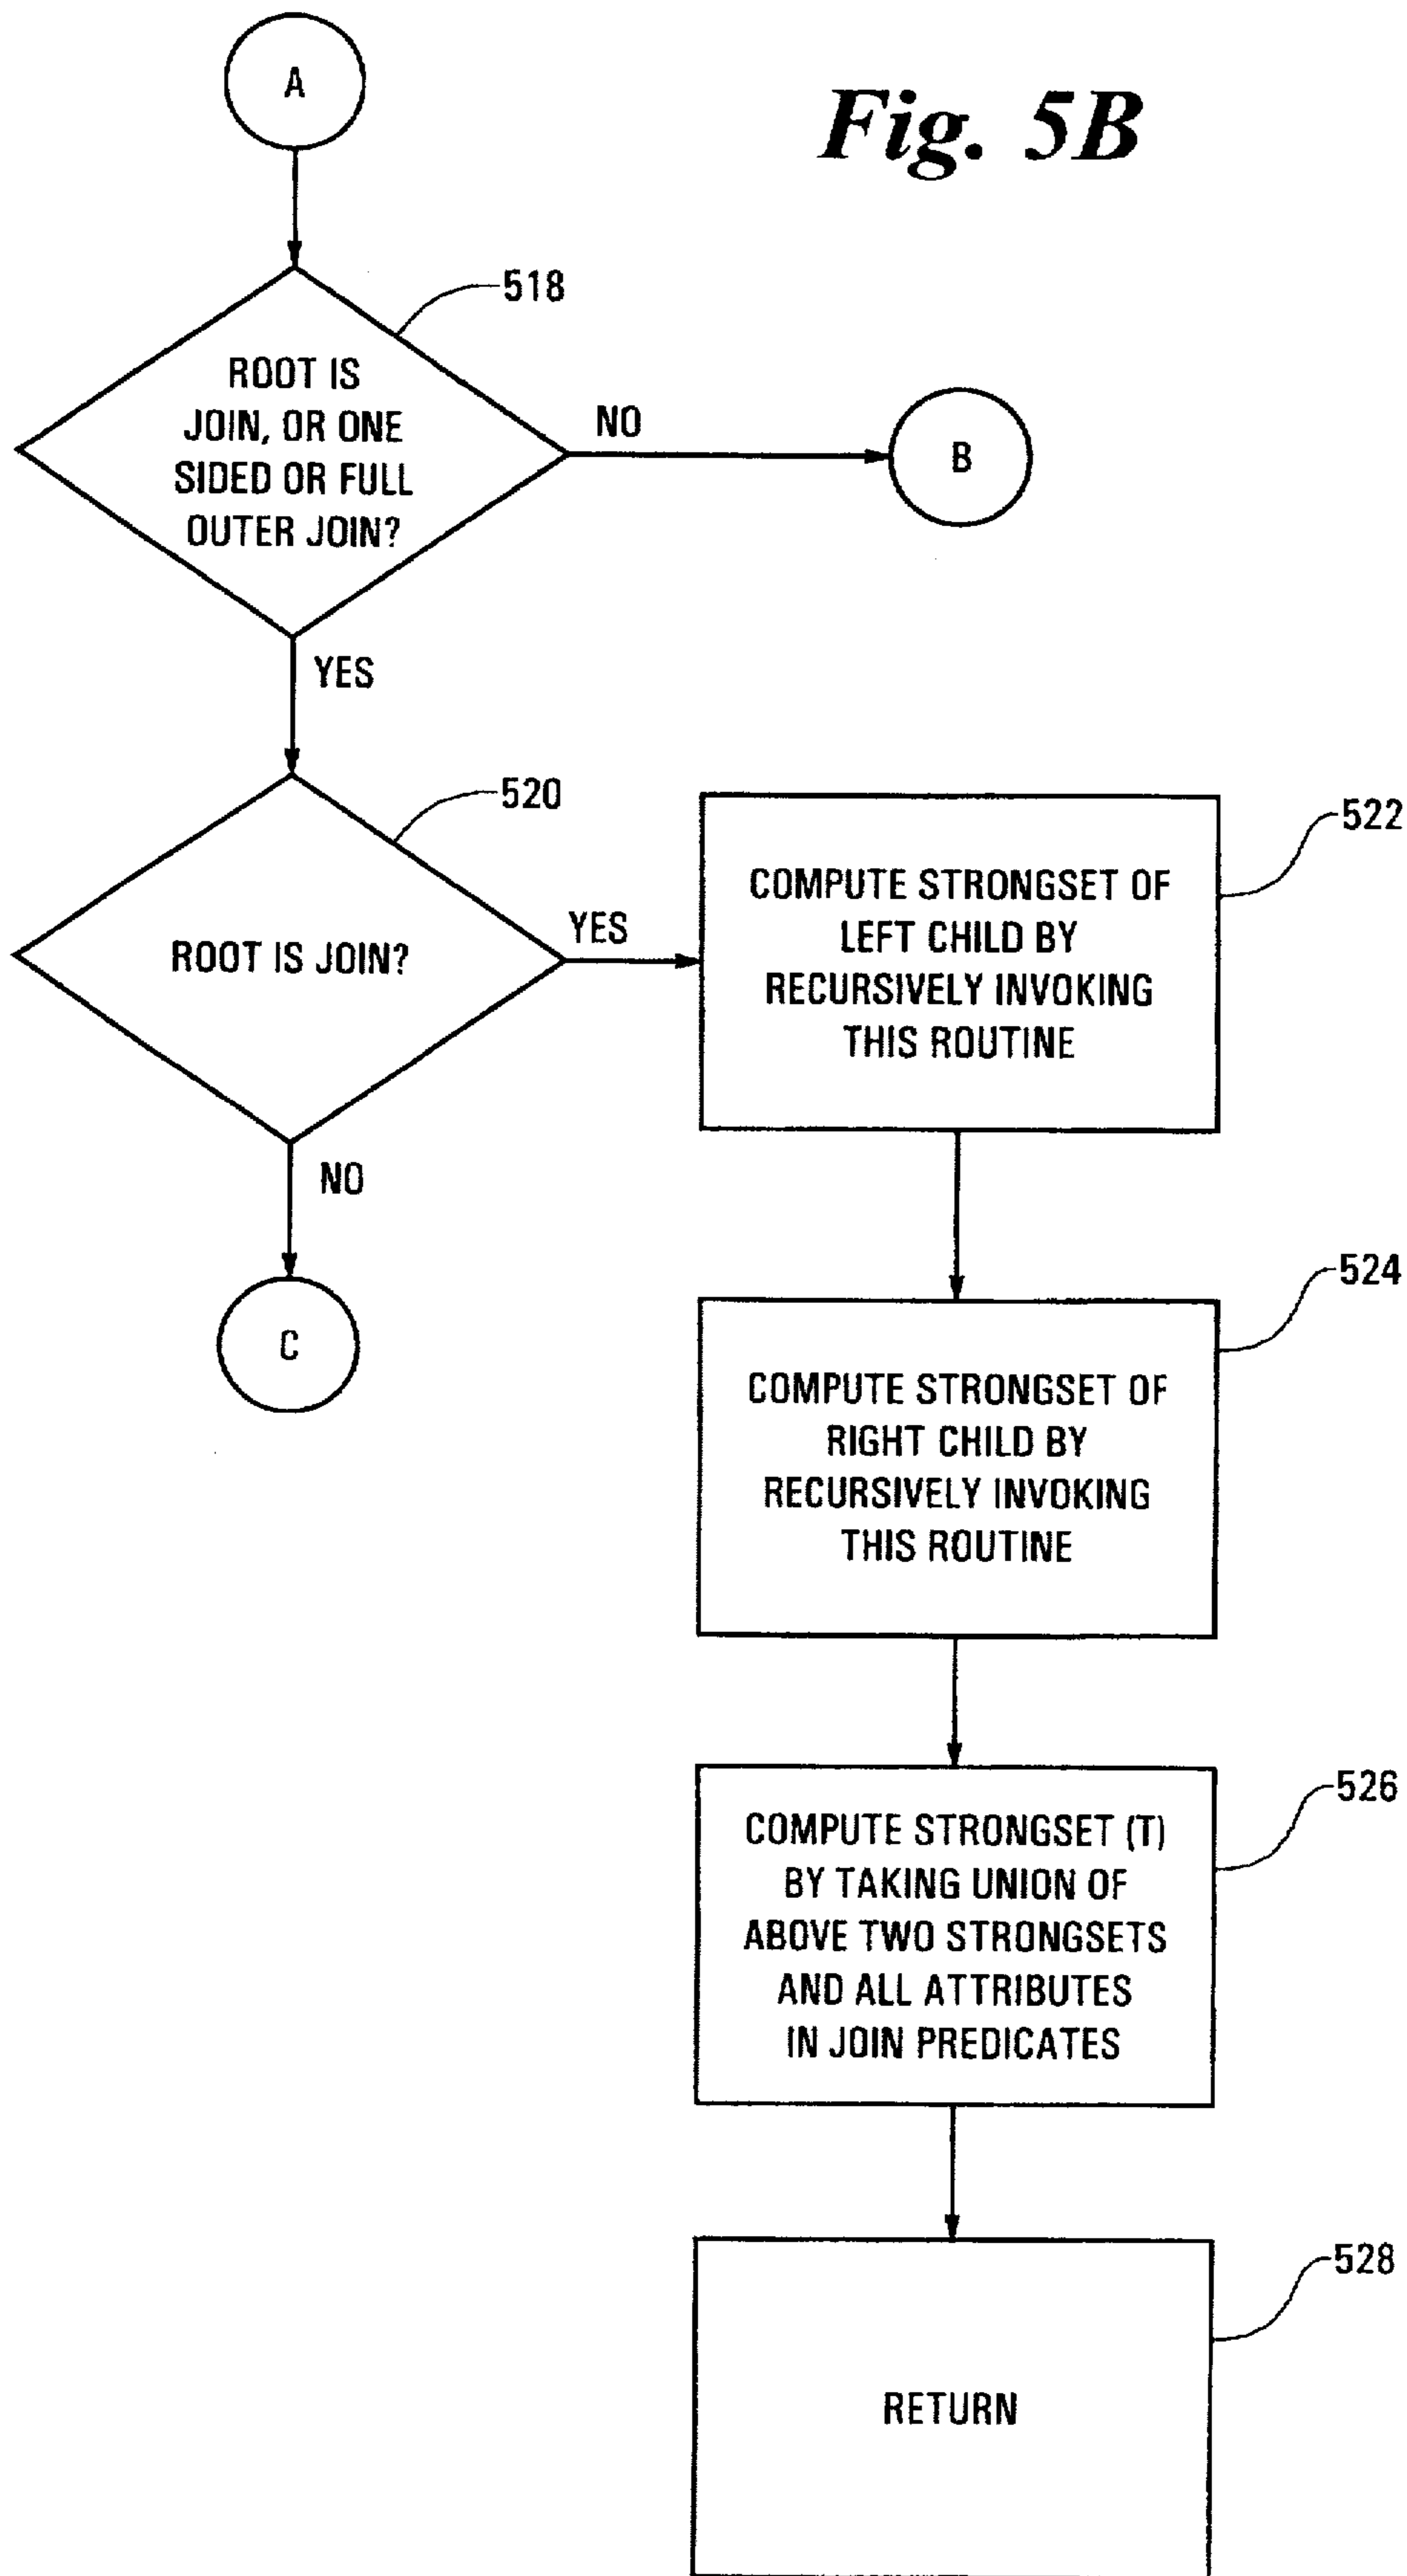 A
Fig. 5B
518
ROOT IS
JOIN, OR ONE
SIDED OR FULL
OUTER JOIN?
NO
B
YES
520
ROOT IS JOIN?
YES
522
COMPUTE STRONGSET OF
LEFT CHILD BY
RECURSIVELY INVOKING
THIS ROUTINE
NO
C
524
COMPUTE STRONGSET OF
RIGHT CHILD BY
RECURSIVELY INVOKING
THIS ROUTINE
526
COMPUTE STRONGSET (T)
BY TAKING UNION OF
ABOVE TWO STRONGSETS
AND ALL ATTRIBUTES
IN JOIN PREDICATES
528
RETURN